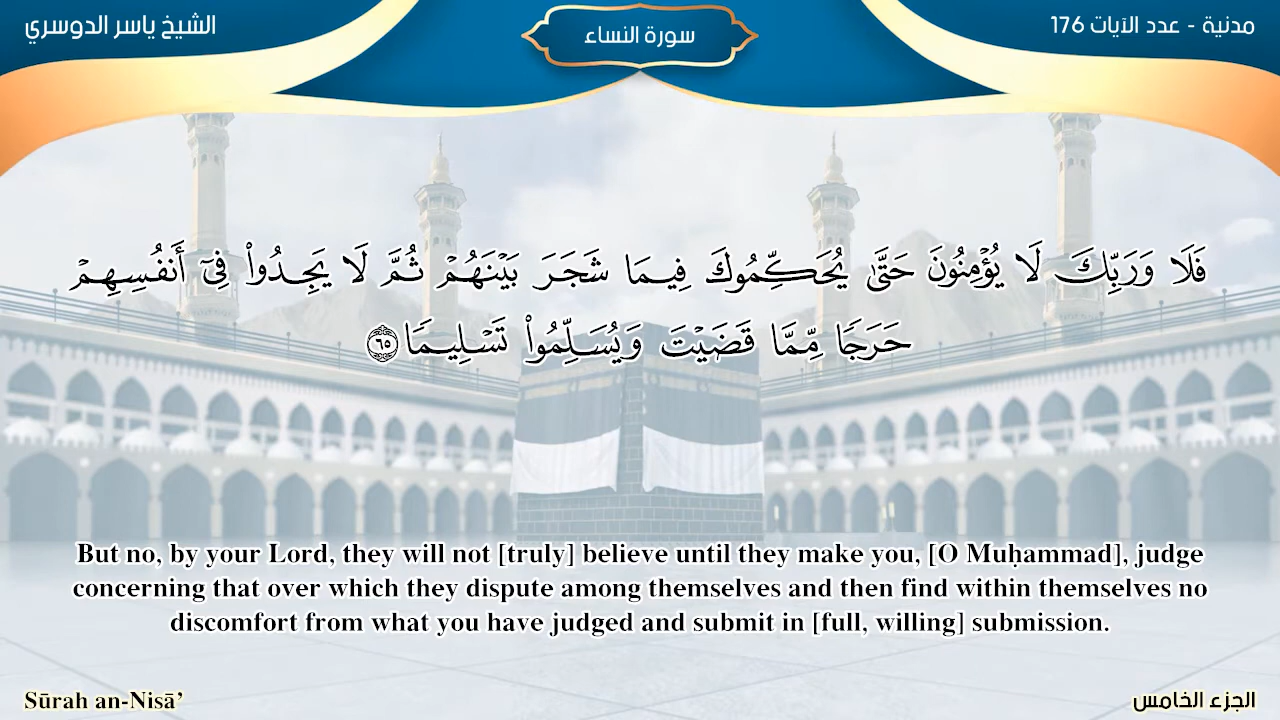 مدنية - عدد الآيات 176
سورة النساء
الشيخ ياسر الدوسري
فَلَا وَرَبِّكَ لَا يُؤْمِنُونَ حَتَّىٰ يُحَكِّمُوكَ فِيمَا شَجَرَ بَيْنَهُمْ ثُمَّ لَا يَجِدُوا۟ فِىٓ أَنفُسِهِمْ
حَرَجًا مِّمَّا قَضَيْتَ وَيُسَلِّمُوا۟ تَسْلِيمًا ٦٥
But no, by your Lord, they will not [truly] believe until they make you, [O Muḥammad], judge
concerning that over which they dispute among themselves and then find within themselves no
discomfort from what you have judged and submit in [full, willing] submission.
Sūrah an-Nisā’
الجزء الخامس